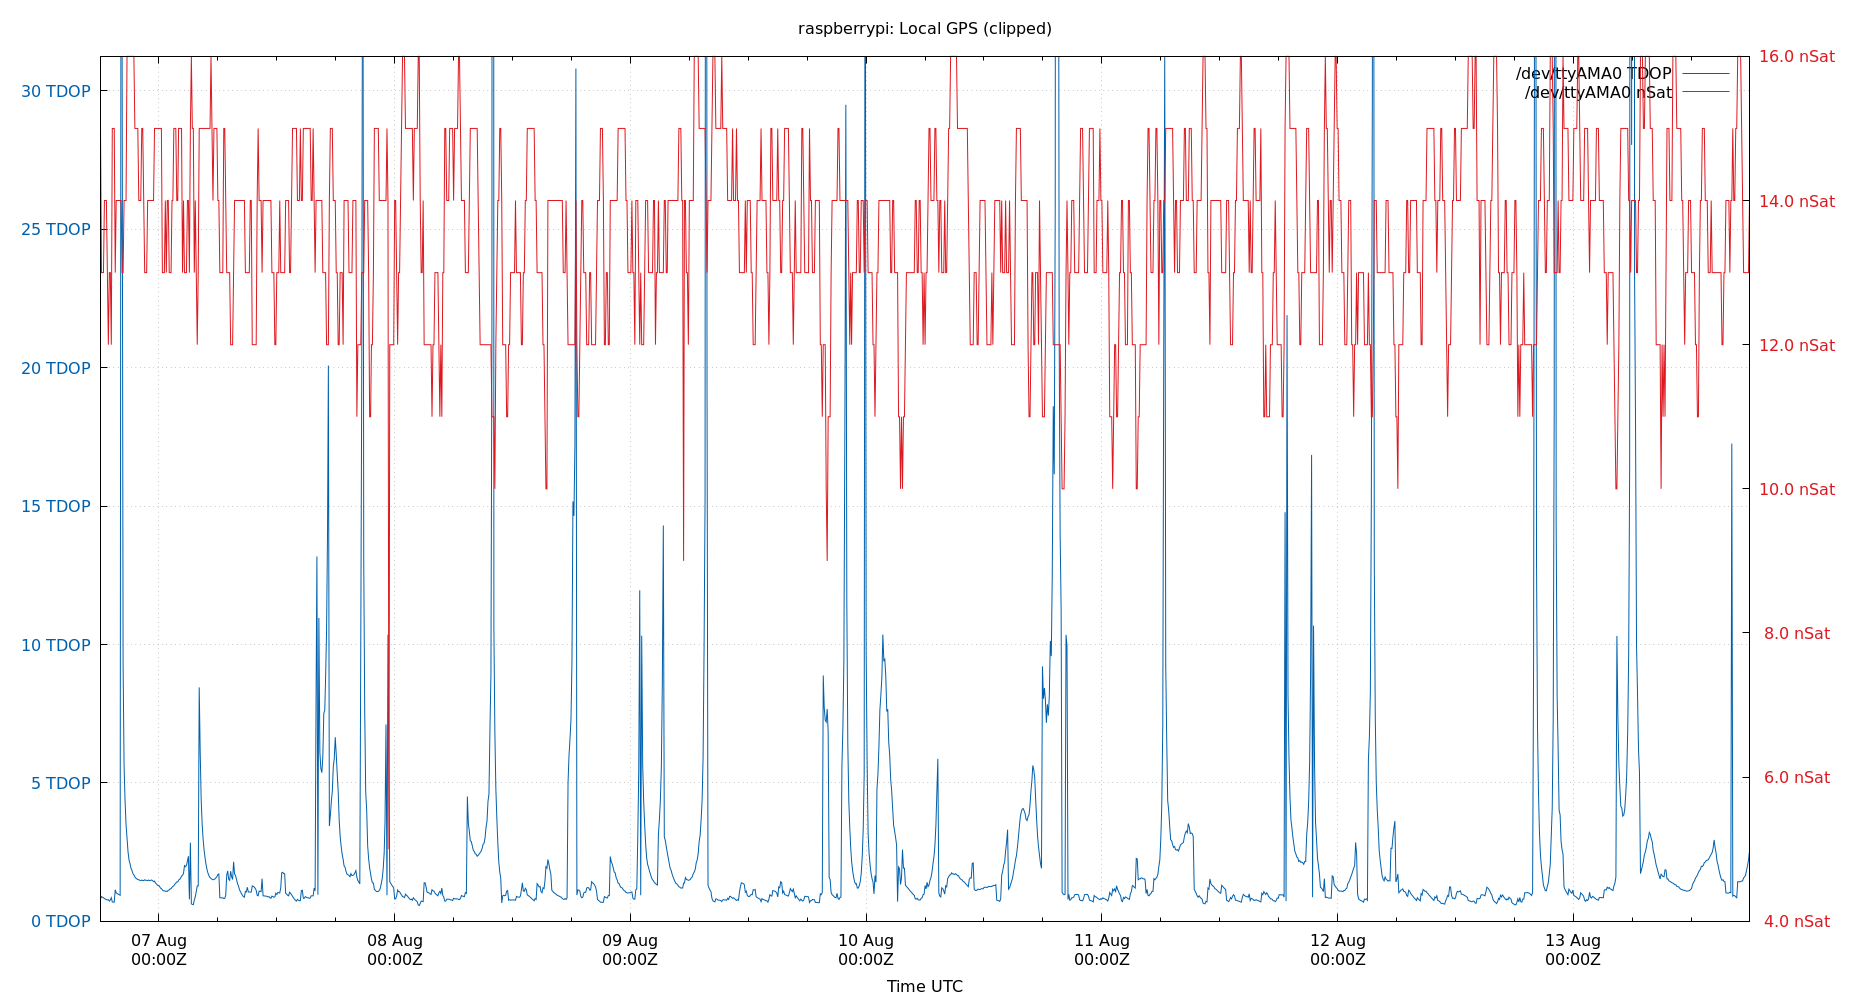 raspberrypi: Local GPS (clipped)
30 TDOP
25 TDOP
20 TDOP
15 TDOP
10 TDOP
5 TDOP
0 TDOP
16.0 nSat
14.0 nSat
12.0 nSat
10.0 nSat
8.0 nSat
6.0 nSat
4.0 nSat
/dev/ttyAMA0 TDOP
/dev/ttyAMA0 nSat
07 Aug
00:00Z
08 Aug
00:00Z
09 Aug
00:00Z
10 Aug
00:00Z
11 Aug
00:00Z
12 Aug
00:00Z
13 Aug
00:00Z
Time UTC